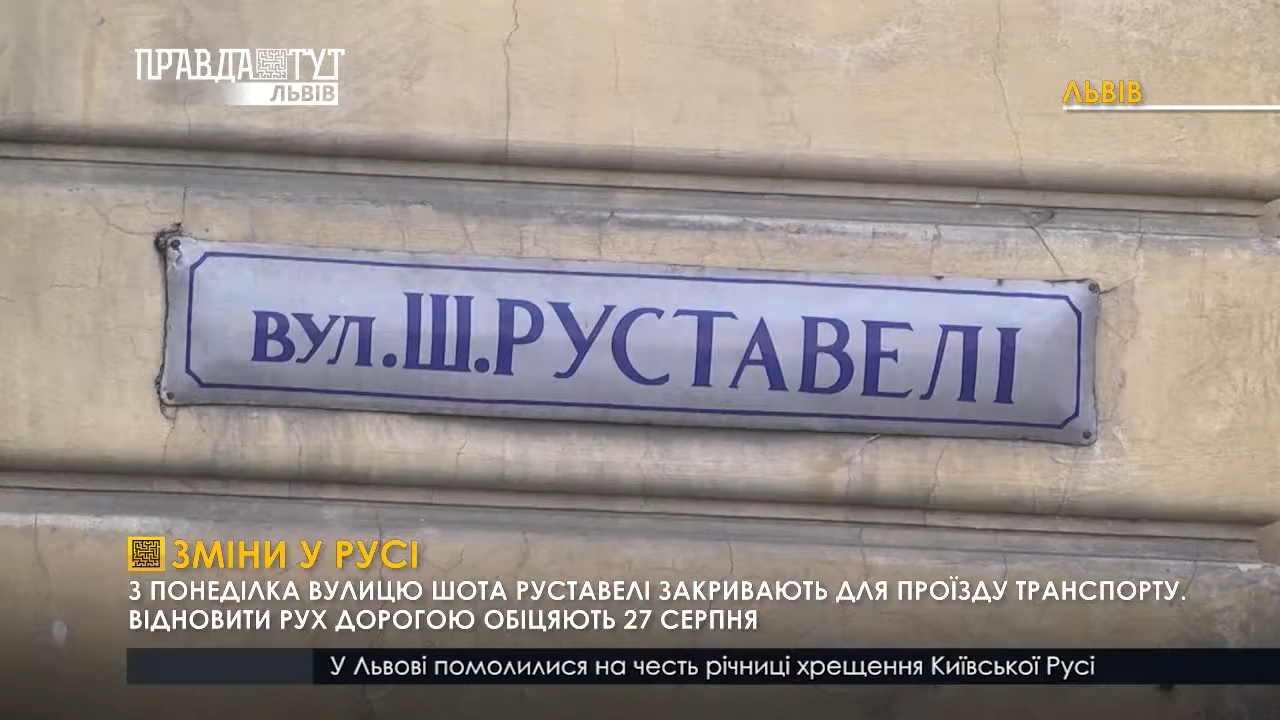 ПРАВДА ТУТ
ЛЬВІВ
ЛЬВІВ
ВУЛ. Ш. РУСТАВЕЛІ
ЗМІНИ У РУСІ
З ПОНЕДІЛКА ВУЛИЦЮ ШОТА РУСТАВЕЛІ ЗАКРИВАЮТЬ ДЛЯ ПРОЇЗДУ ТРАНСПОРТУ.
ВІДНОВИТИ РУХ ДОРОГОЮ ОБІЦЯЮТЬ 27 СЕРПНЯ
У Львові помолилися на честь річниці хрещення Київської Русі